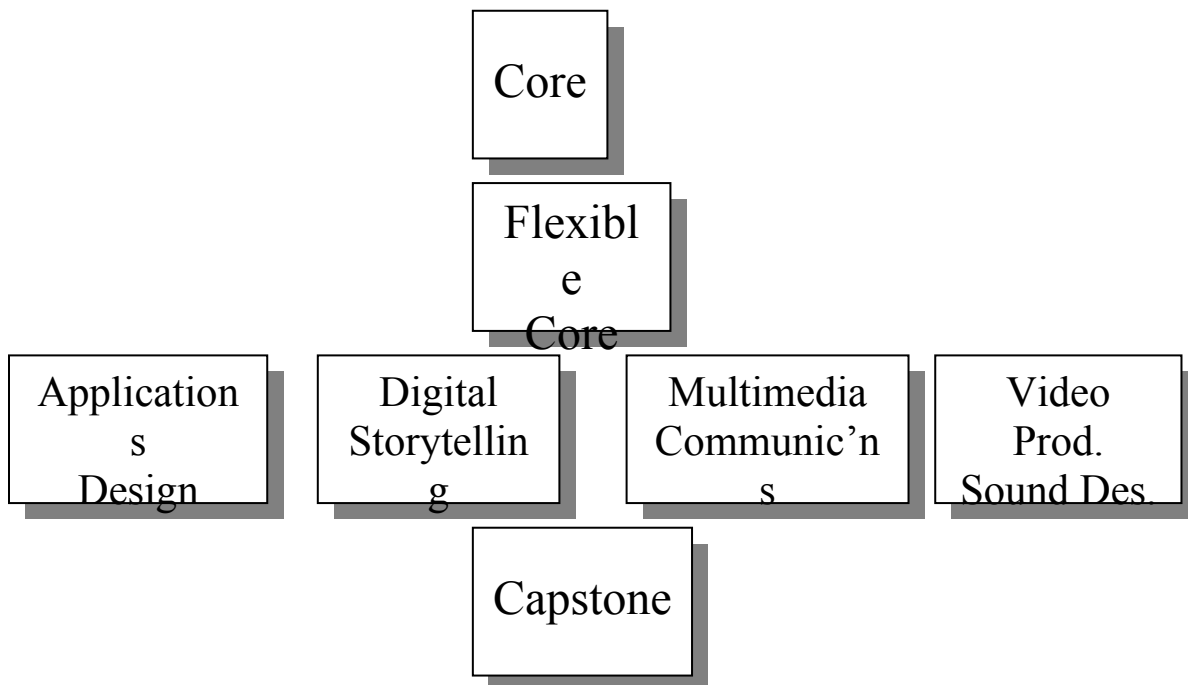 Core
Flexibl
e
Core
Application
s
Design
Digital
Storytellin
g
Multimedia
Communic’n
s
Video
Prod.
Sound Des.
Capstone